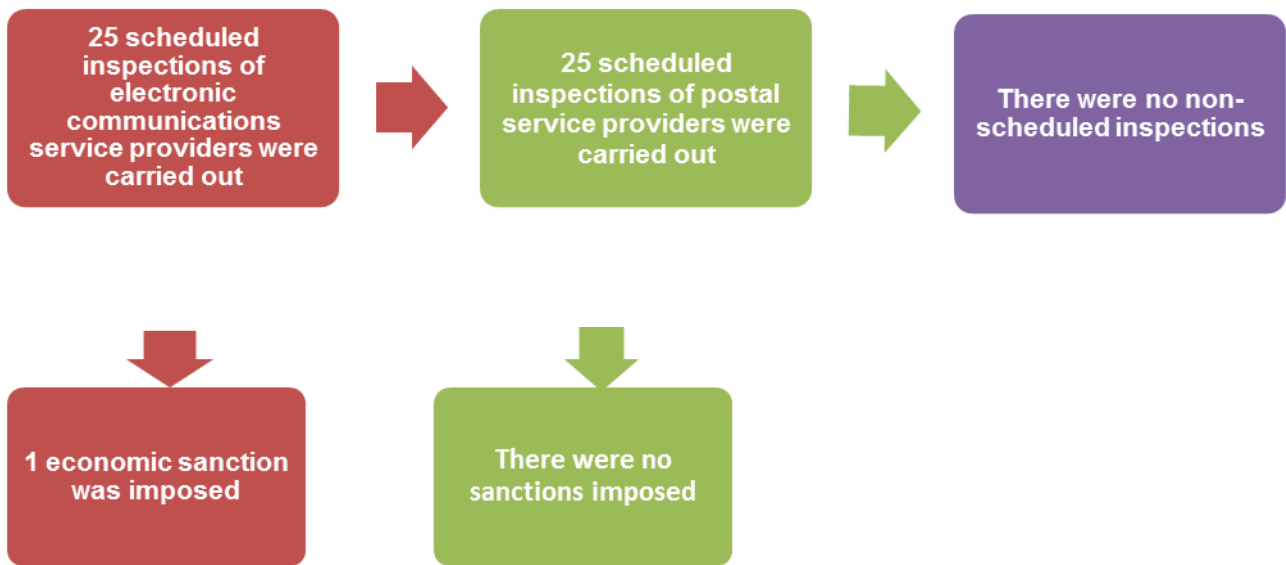 25 scheduled
inspections of
electronic
communications
service providers were
carried out
25 scheduled
inspections of postal
service providers were
carried out
There were no non-
scheduled inspections
1 economic sanction
was imposed
There were no
sanctions imposed